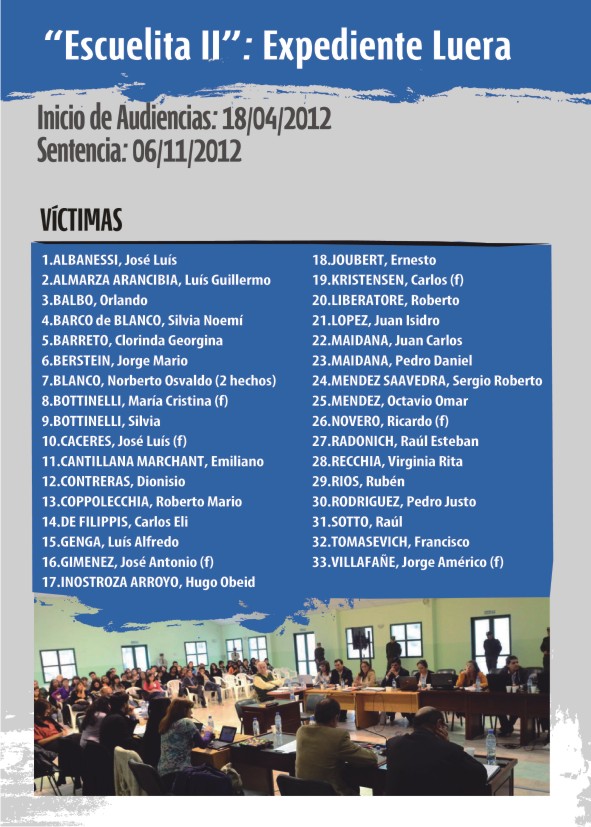 “Escuelita II”: Expediente Luera
Inicio de Audiencias: 18/04/2012
Sentencia: 06/11/2012
VÍCTIMAS
1.ALBANESSI, José Luís
2.ALMARZA ARANCIBIA, Luís Guillermo
3.BALBO, Orlando
4.BARCO de BLANCO, Silvia Noemí
5.BARRETO, Clorinda Georgina
6.BERSTEIN, Jorge Mario
7.BLANCO, Norberto Osvaldo (2 hechos)
8.BOTTINELLI, María Cristina (f)
9.BOTTINELLI, Silvia
10.CACERES, José Luís (f)
11.CANTILLANA MARCHANT, Emiliano
12.CONTRERAS, Dionisio
13.COPPOLECCHIA, Roberto Mario
14.DE FILIPPIS, Carlos Eli
15.GENGA, Luís Alfredo
16.GIMENEZ, José Antonio (f)
17.INOSTROZA ARROYO, Hugo Obeid
18.JOUBERT, Ernesto
19.KRISTENSEN, Carlos (f)
20.LIBERATORE, Roberto
21.LOPEZ, Juan Isidro
22.MAIDANA, Juan Carlos
23.MAIDANA, Pedro Daniel
24.MENDEZ SAAVEDRA, Sergio Roberto
25.MENDEZ, Octavio Omar
26.NOVERO, Ricardo (f)
27.RADONICH, Raúl Esteban
28.RECCHIA, Virginia Rita
29.RIOS, Rubén
30.RODRIGUEZ, Pedro Justo
31.SOTTO, Raúl
32.TOMASEVICH, Francisco
33.VILLAFAÑE, Jorge Américo (f)